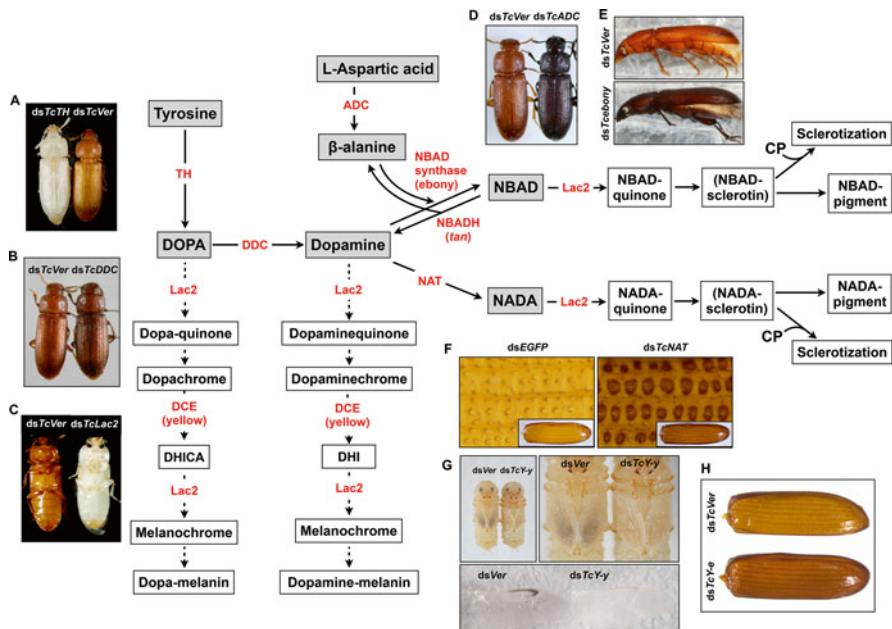 A
dsTcTH dsTcVer
B
dsTcVer dsTcDDC
C
dsTcVer dsTcLac2
Tyrosine
TH
DOPA
DDC
Lac2
Dopa-quinone
Dopachrome
DCE
(yellow)
DHICA
Lac2
Melanochrome
Dopa-melanin
L-Aspartic acid
ADC
β-alanine
NBAD
synthase
(ebony)
NBADH
(tan)
Dopamine
NAT
Lac2
Dopaminequinone
Dopaminechrome
DCE
(yellow)
DHI
Lac2
Melanochrome
Dopamine-melanin
D
dsTcVer dsTcADC
E
dsTcVer
dsTcebony
NBAD
Lac2
NBAD-
quinone
(NBAD-
sclerotin)
CP
Sclerotization
NBAD-
pigment
NADA
Lac2
NADA-
quinone
(NADA-
sclerotin)
NADA-
pigment
CP
Sclerotization
F
dsEGFP
dsTcNAT
G
dsVer dsTcY-y
dsVer
dsTcY-y
dsVer
dsTcY-y
H
dsTcVer
dsTcY-e